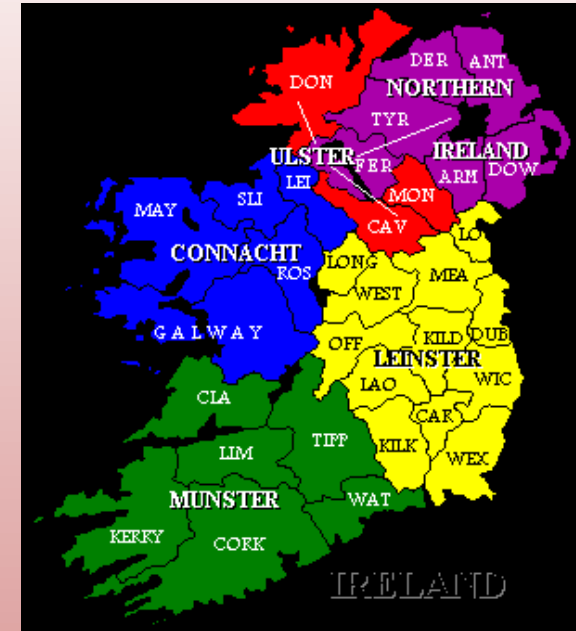 DER
ANT
DON
NORTHERN
TYR
ULSTER
IRELAND
FER
DOW
LEI
ARM
MON
SLI
MAY
CAV
LO
CONNACHT
LONG
ROS
MEA
WEST
GALWAY
OFF
KILD
DUB
LEINSTER
LAO
WIC
CLA
CAR
TIPP
KILK
LIM
WEX
MUNSTER
WAT
KERRY
CORK
IRELAND